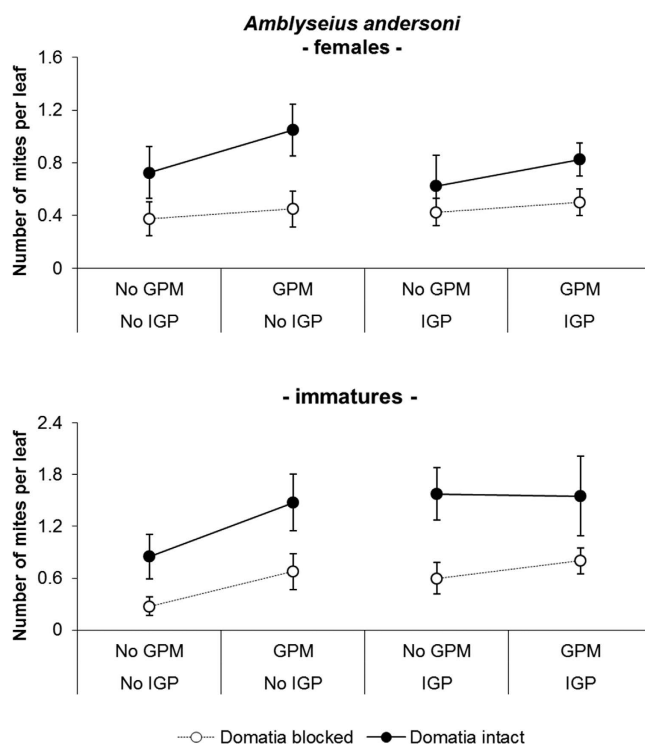 Amblyseius andersoni
- females -
Number of mites per leaf
1.6
1.2
0.8
0.4
0
No GPM GPM No GPM GPM
No IGP No IGP IGP IGP
- immatures -
Number of mites per leaf
2.4
1.8
1.2
0.6
0
No GPM GPM No GPM GPM
No IGP No IGP IGP IGP
Domatia blocked Domatia intact